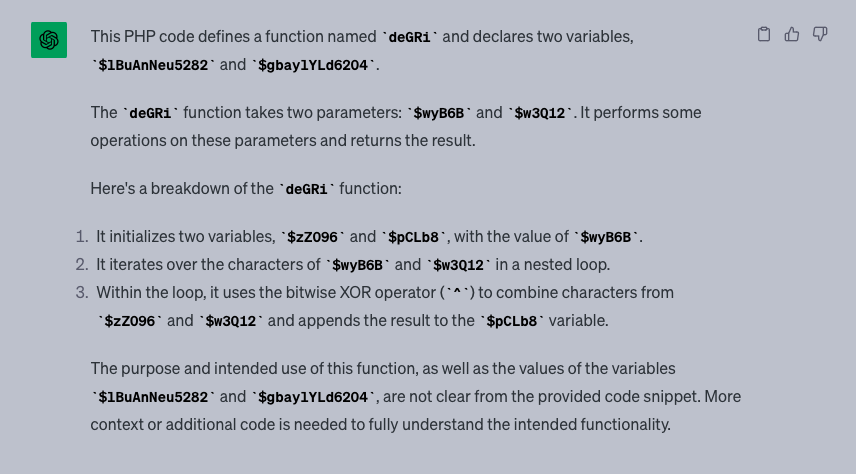 This PHP code defines a function named `deGRi` and declares two variables,
`$lBuAnNeu5282` and `$gbaylYLd6204`.
The `deGRi` function takes two parameters: `$wyB6B` and `$w3Q12`. It performs some
operations on these parameters and returns the result.
Here's a breakdown of the `deGRi` function:
1. It initializes two variables, `$zZ096` and `$pCLb8`, with the value of `$wyB6B`.
2. It iterates over the characters of `$wyB6B` and `$w3Q12` in a nested loop.
3. Within the loop, it uses the bitwise XOR operator (`^`) to combine characters from
`$zZ096` and `$w3Q12` and appends the result to the `$pCLb8` variable.
The purpose and intended use of this function, as well as the values of the variables
`$lBuAnNeu5282` and `$gbaylYLd6204`, are not clear from the provided code snippet. More
context or additional code is needed to fully understand the intended functionality.